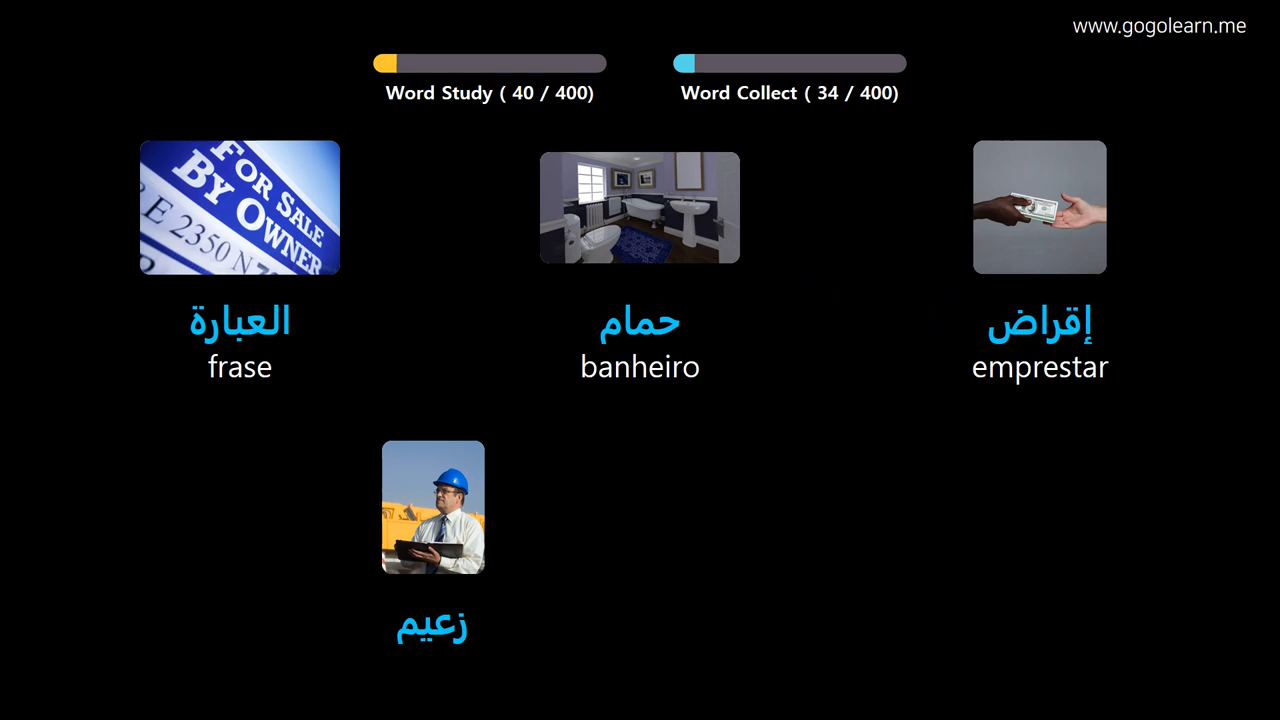 www.gogolearn.me
Word Study ( 40 / 400)
Word Collect ( 34 / 400)
FOR SALE
BY OWNER
E 2350 N
العبارة
frase
حمام
banheiro
إقراض
emprestar
زعيم